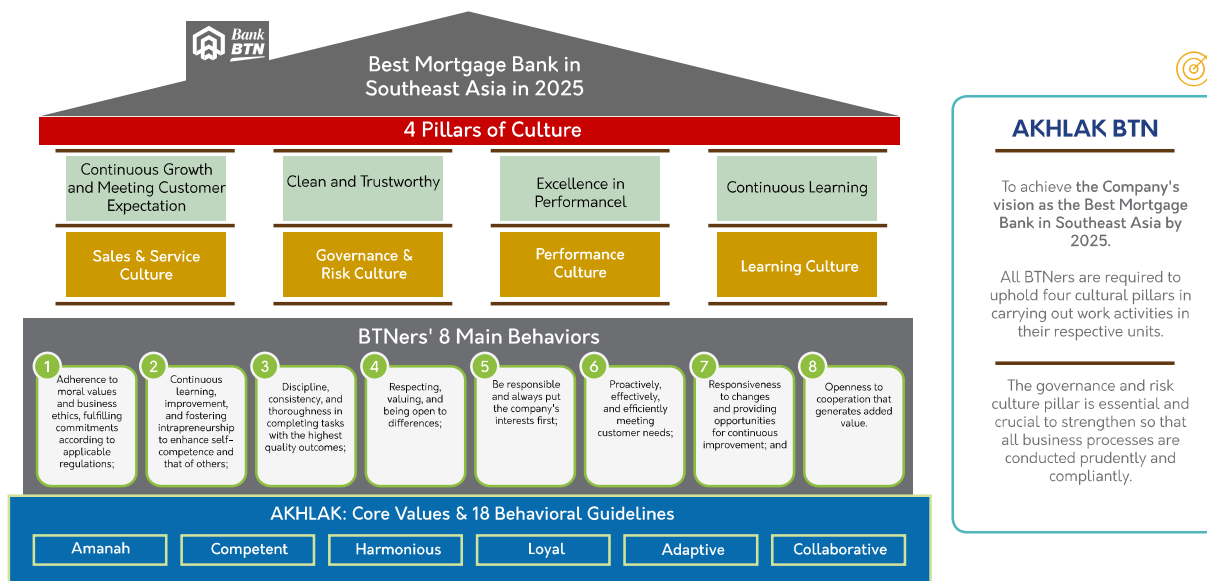 Bank
BTN
Best Mortgage Bank in
Southeast Asia in 2025
4 Pillars of Culture
Continuous Growth
and Meeting Customer
Expectation
Clean and Trustworthy
Excellence in
Performancel
Continuous Learning
Sales & Service
Culture
Governance &
Risk Culture
Performance
Culture
Learning Culture
BTNers' 8 Main Behaviors
1
Adherence to
moral values
and business
ethics, fulfilling
commitments
according to
applicable
regulations;
2
Continuous
learning,
improvement,
and fostering
intrapreneurship
to enhance self-
competence and
that of others;
3
Discipline,
consistency, and
thoroughness in
completing tasks
with the highest
quality outcomes;
4
Respecting,
valuing, and
being open to
differences;
5
Be responsible
and always put
the company's
interests first;
6
Proactively,
effectively,
and efficiently
meeting
customer needs;
7
Responsiveness
to changes
and providing
opportunities
for continuous
improvement; and
8
Openness to
cooperation that
generates added
value.
AKHLAK: Core Values & 18 Behavioral Guidelines
Amanah
Competent
Harmonious
Loyal
Adaptive
Collaborative
AKHLAK BTN
To achieve the Company's
vision as the Best Mortgage
Bank in Southeast Asia by
2025.
All BTNers are required to
uphold four cultural pillars in
carrying out work activities in
their respective units.
The governance and risk
culture pillar is essential and
crucial to strengthen so that
all business processes are
conducted prudently and
compliantly.